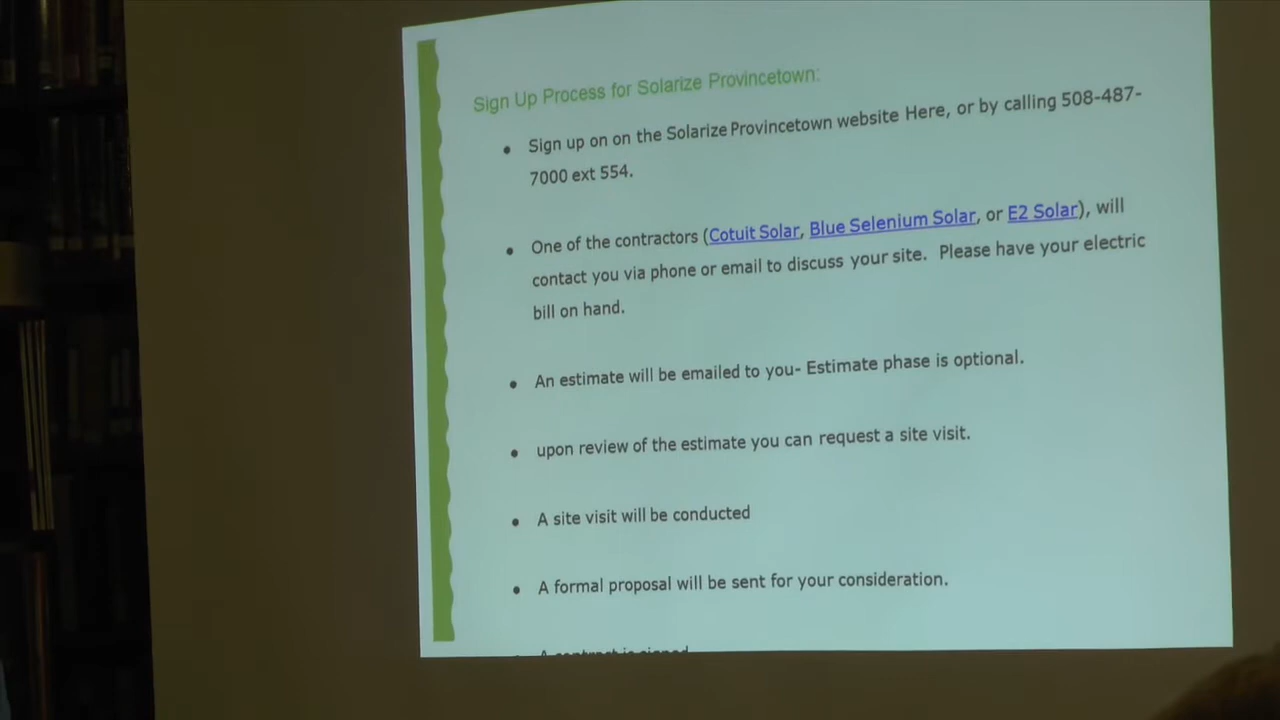 Sign Up Process for Solarize Provincetown:
• Sign up on on the Solarize Provincetown website Here, or by calling 508-487-
7000 ext 554.
• One of the contractors (Cotuit Solar, Blue Selenium Solar, or E2 Solar), will
contact you via phone or email to discuss your site. Please have your electric
bill on hand.
• An estimate will be emailed to you- Estimate phase is optional.
• upon review of the estimate you can request a site visit.
• A site visit will be conducted
• A formal proposal will be sent for your consideration.
• A contract is signed